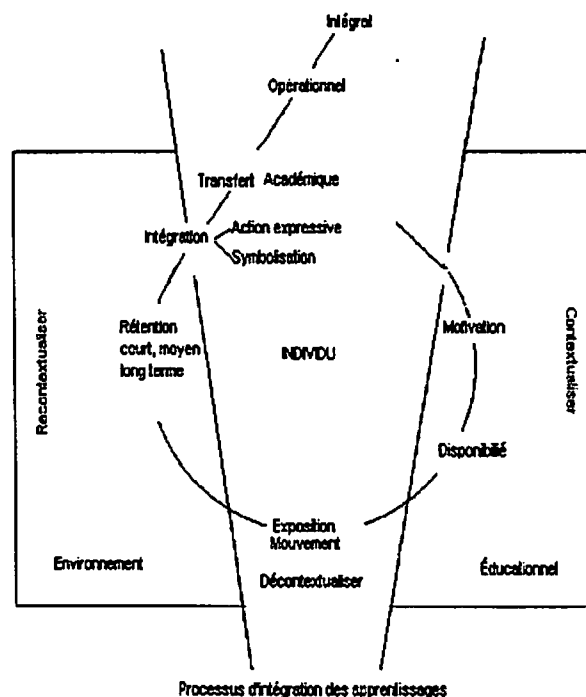 Intégral
Opérationnel
Transfert Académique
Intégration
Action expressive
Symbolisation
Recontextualiser
Rétention
court, moyen
long terme
INDIVIDU
Motivation
Contextualiser
Disponibilié
Exposition
Mouvement
Environnement
Décontextualiser
Éducationnel
Processus d'intégration des apprentissages